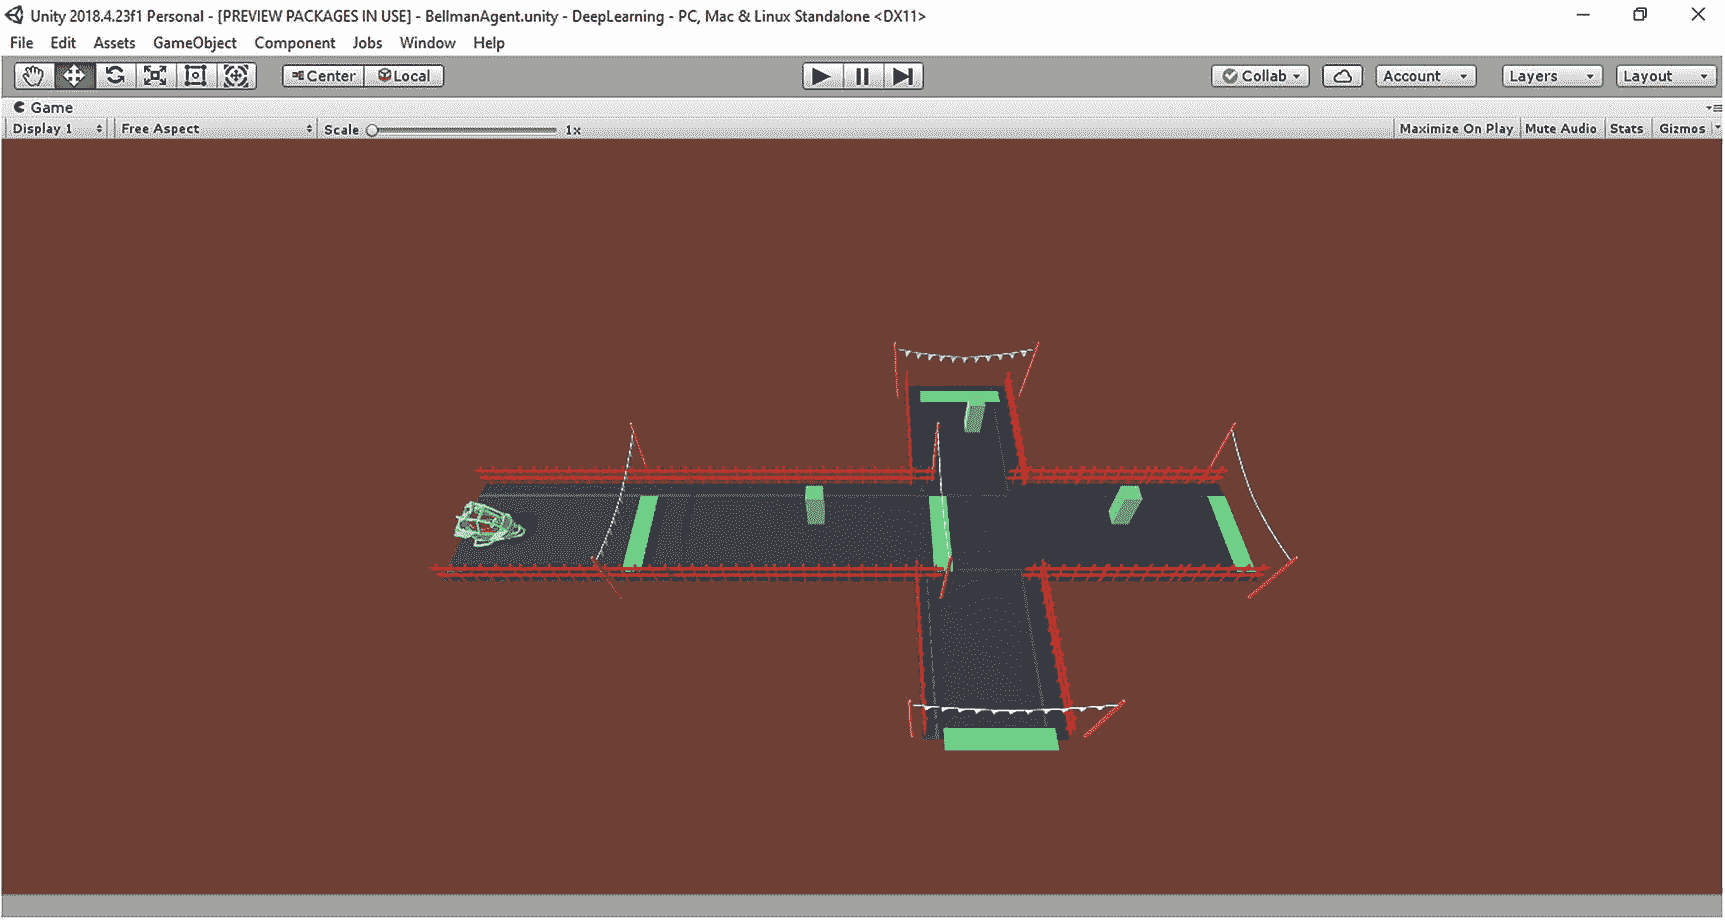 Unity 2018.4.23f1 Personal - [PREVIEW PACKAGES IN USE] - BellmanAgent.unity - DeepLearning - PC, Mac & Linux Standalone <DX11>
File Edit Assets GameObject Component Jobs Window Help
Center Local Collab Account Layers Layout
Game
Display 1 Free Aspect Scale 1x Maximize On Play Mute Audio Stats Gizmos